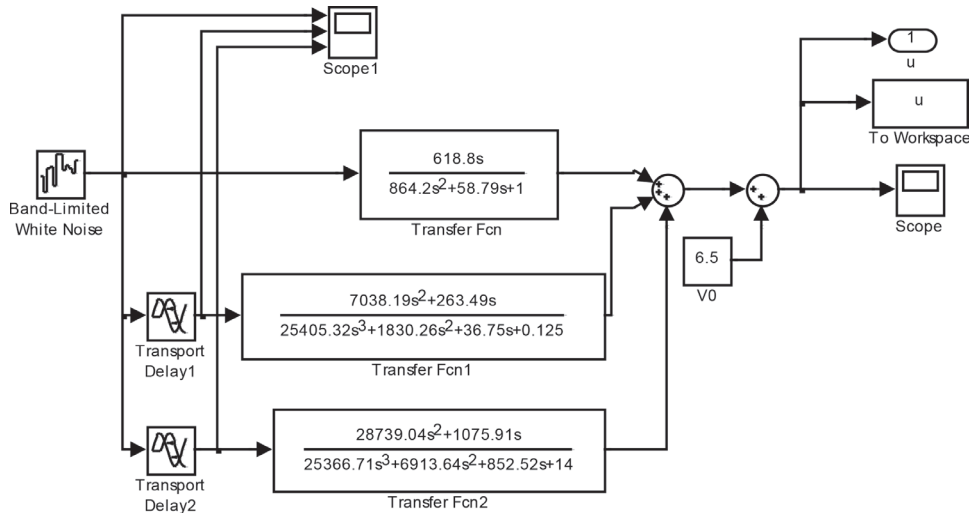 Scope1
1
u
u
To Workspace
618.8s
864.2s²+58.79s+1
Transfer Fcn
Band-Limited
White Noise
+
+
+
+
+
Scope
6.5
V0
7038.19s²+263.49s
25405.32s³+1830.26s²+36.75s+0.125
Transfer Fcn1
Transport
Delay1
28739.04s²+1075.91s
25366.71s³+6913.64s²+852.52s+14
Transfer Fcn2
Transport
Delay2